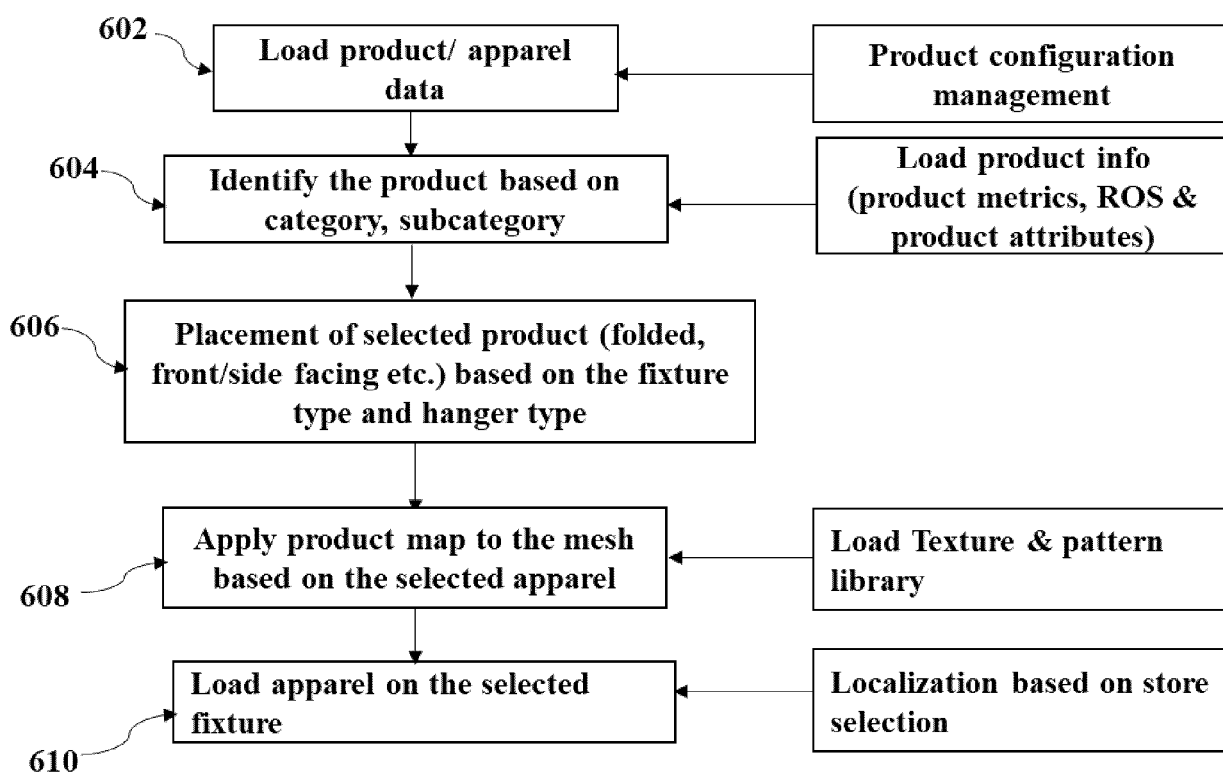 602
Load product/ apparel
data
Product configuration
management
604
Identify the product based on
category, subcategory
Load product info
(product metrics, ROS &
product attributes)
606
Placement of selected product (folded,
front/side facing etc.) based on the fixture
type and hanger type
608
Apply product map to the mesh
based on the selected apparel
Load Texture & pattern
library
610
Load apparel on the selected
fixture
Localization based on store
selection